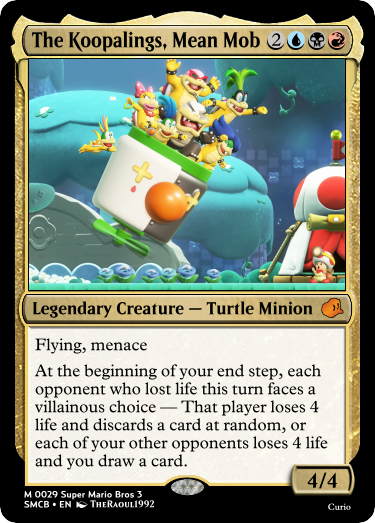 The Koopalings, Mean Mob 2
Legendary Creature — Turtle Minion
Flying, menace
At the beginning of your end step, each
opponent who lost life this turn faces a
villainous choice — That player loses 4
life and discards a card at random, or
each of your other opponents loses 4 life
and you draw a card.
4/4
M 0029 Super Mario Bros 3
SMCB • EN TheRaoul1992
Curio